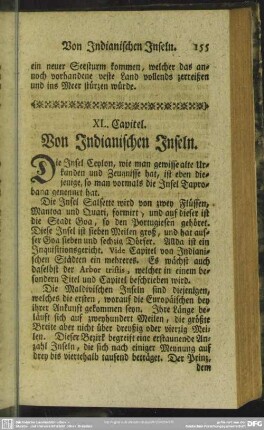 Von Indianischen Inseln. 155
ein neuer Seesturm kommen, welcher das an-
noch vorhandene veste Land vollends zerreißen
und ins Meer stürzen würde.
XL. Capitel.
Von Indianischen Inseln.
Die Insel Ceylon, wie man gewisse alte Ur-
kunden und Zeugnisse hat, ist eben die-
jenige, so man vormals die Insel Tapro-
bana genennet hat.
Die Insel Salsette wird von zwey Flüssen,
Mantoa und Duari, formirt, und auf dieser ist
die Stadt Goa, so den Portugiesen gehöret.
Diese Insel ist sieben Meilen groß, und hat aus-
ser Goa sieben und sechzig Dörfer. Allda ist ein
Inquisitionsgericht. Vide Capitel von Indiani-
schen Städten ein mehreres. Es wächst auch
daselbst der Arbor tristis, welcher in einem be-
sondern Titul und Capitel beschrieben wird.
Die Maldivischen Inseln sind diejenigen,
welches die ersten, worauf die Europäischen bey
ihrer Ankunft gekommen seyn. Ihre Länge be-
läuft sich auf zweyhundert Meilen, die größte
Breite aber nicht über dreußig oder vierzig Mei-
len. Dieser Bezirk begreift eine erstaunende An-
zahl Inseln, die sich nach einiger Meynung auf
drey bis viertehalb tausend beträget. Der Prinz,
dem